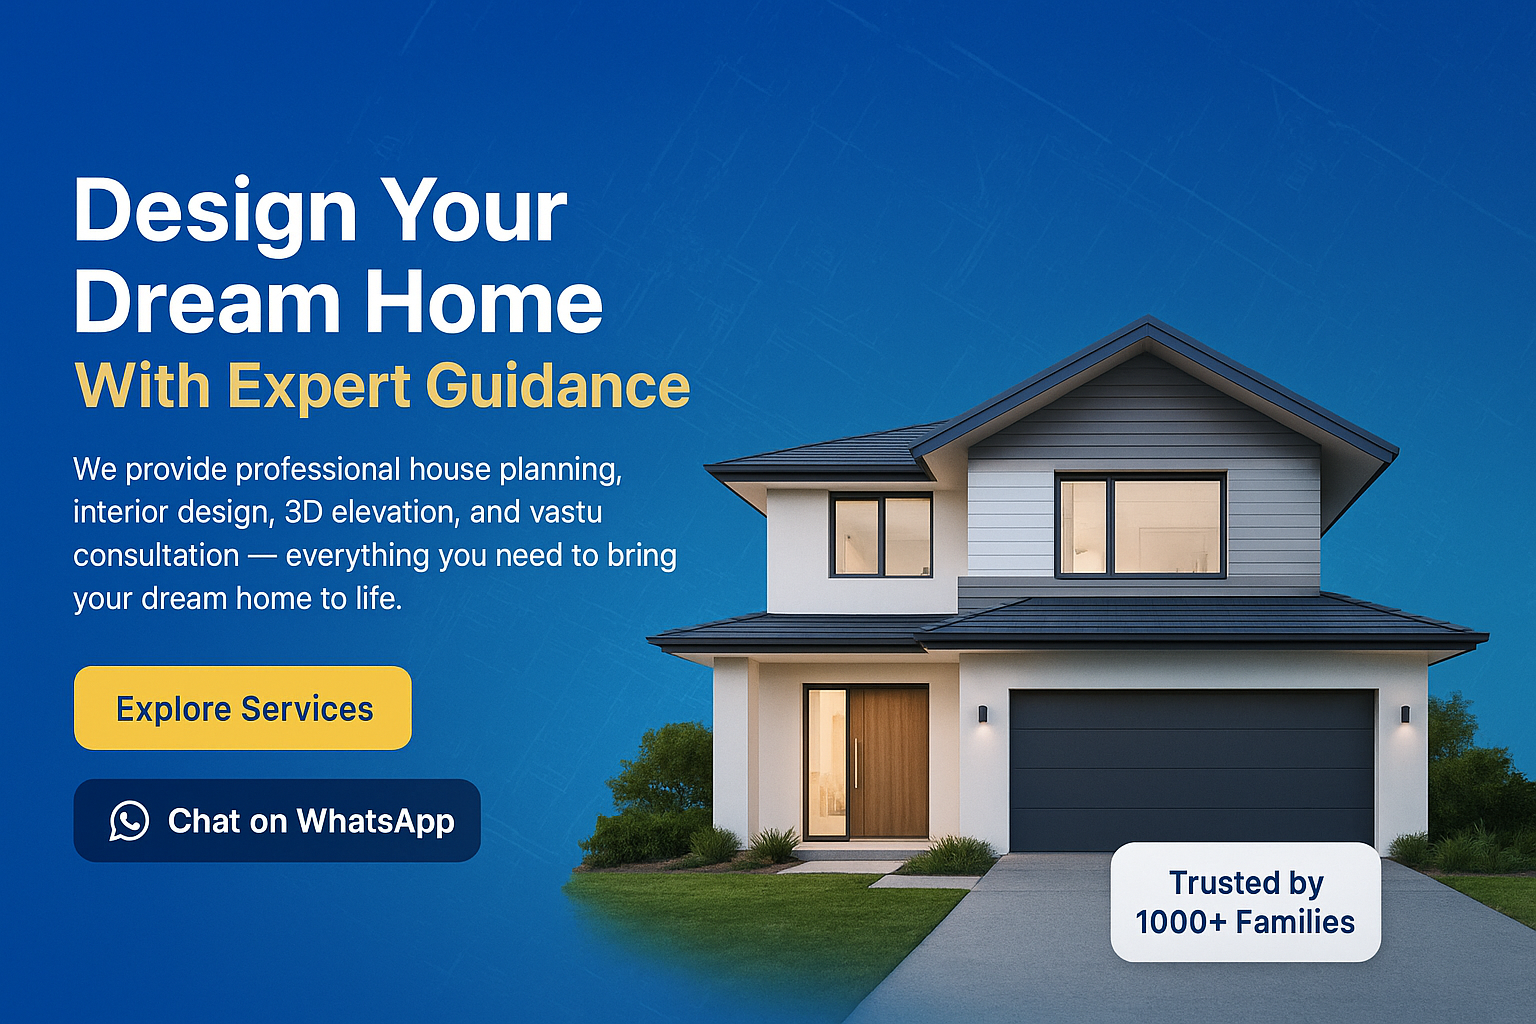 Design Your
Dream Home
With Expert Guidance
We provide professional house planning,
interior design, 3D elevation, and vastu
consultation — everything you need to bring
your dream home to life.
Explore Services
Chat on WhatsApp
Trusted by
1000+ Families